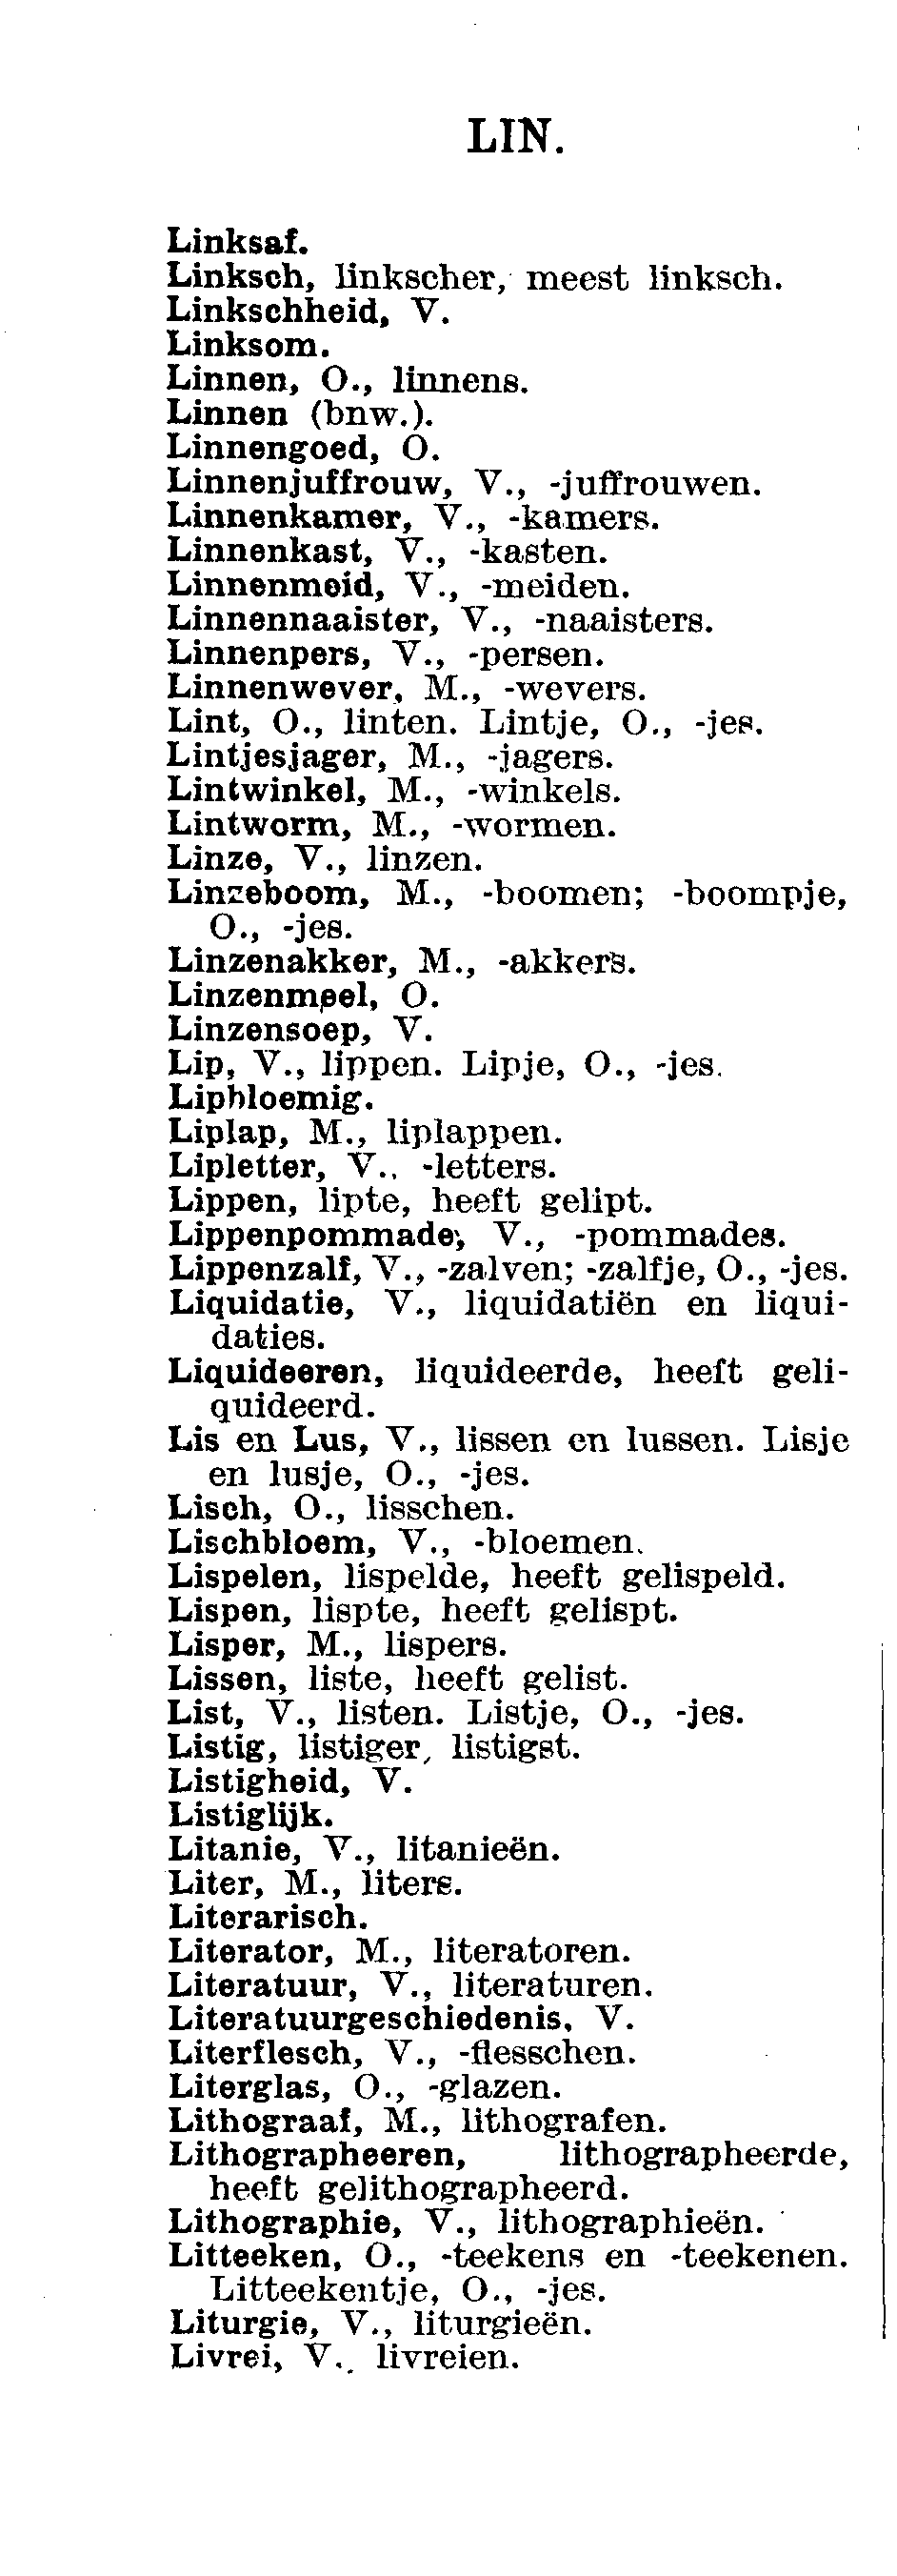 LIN.
Linksaf.
Linksch, linkscher, meest linksch.
Linkschheid, V.
Linksom.
Linnen, O., linnens.
Linnen (bnw.).
Linnengoed, O.
Linnenjuffrouw, V., -juffrouwen.
Linnenkamer, V., -kamers.
Linnenkast, V., -kasten.
Linnenmeid, V., -meiden.
Linnennaaister, V., -naaisters.
Linnenpers, V., -persen.
Linnenwever, M., -wevers.
Lint, O., linten. Lintje, O., -jes.
Lintjesjager, M., -jagers.
Lintwinkel, M., -winkels.
Lintworm, M., -wormen.
Linze, V., linzen.
Linzeboom, M., -boomen; -boompje,
O., -jes.
Linzenakker, M., -akkers.
Linzenmeel, O.
Linzensoep, V.
Lip, V., lippen. Lipje, O., -jes.
Lipbloemig.
Liplap, M., liplappen.
Lipletter, V., -letters.
Lippen, lipte, heeft gelipt.
Lippenpommade, V., -pommades.
Lippenzalf, V., -zalven; -zalfje, O., -jes.
Liquidatie, V., liquidatiën en liqui-
daties.
Liquideeren, liquideerde, heeft geli-
quideerd.
Lis en Lus, V., lissen en lussen. Lisje
en lusje, O., -jes.
Lisch, O., lisschen.
Lischbloem, V., -bloemen.
Lispelen, lispelde, heeft gelispeld.
Lispen, lispte, heeft gelispt.
Lisper, M., lispers.
Lissen, liste, heeft gelist.
List, V., listen. Listje, O., -jes.
Listig, listiger, listigst.
Listigheid, V.
Listiglijk.
Litanie, V., litanieën.
Liter, M., liters.
Literarisch.
Literator, M., literatoren.
Literatuur, V., literaturen.
Literatuurgeschiedenis, V.
Literflesch, V., -flesschen.
Literglas, O., -glazen.
Lithograaf, M., lithografen.
Lithographeeren, lithographeerde,
heeft gelithographeerd.
Lithographie, V., lithographieën.
Litteeken, O., -teekens en -teekenen.
Litteekentje, O., -jes.
Liturgie, V., liturgieën.
Livrei, V., livreien.